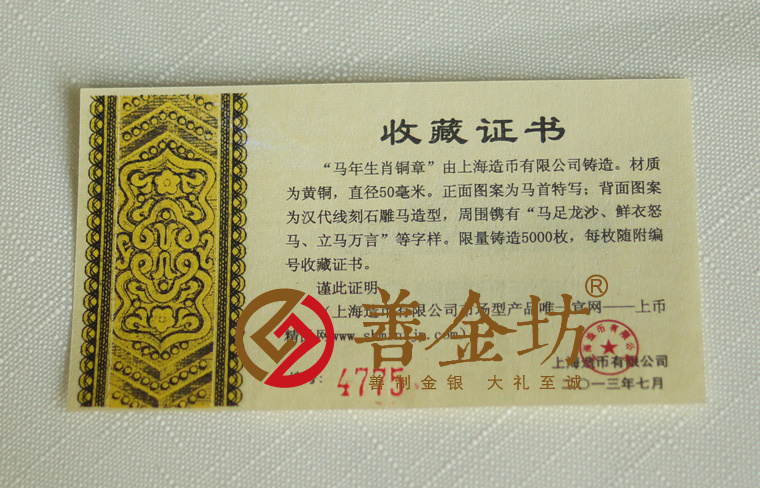 收藏证书
“马年生肖铜章”由上海造币有限公司铸造。材质
为黄铜，直径50毫米。正面图案为马首特写；背面图案
为汉代线刻石雕马造型，周围镌有“马足龙沙、鲜衣怒
马、立马万言”等字样。限量铸造5000枚，每枚随附编
号收藏证书。
谨此证明
（上海造币有限公司市场型产品唯一官网——上币
网www.
善金坊®
善制金银 大礼至诚
4775
上海造币有限公司
二〇一三年七月